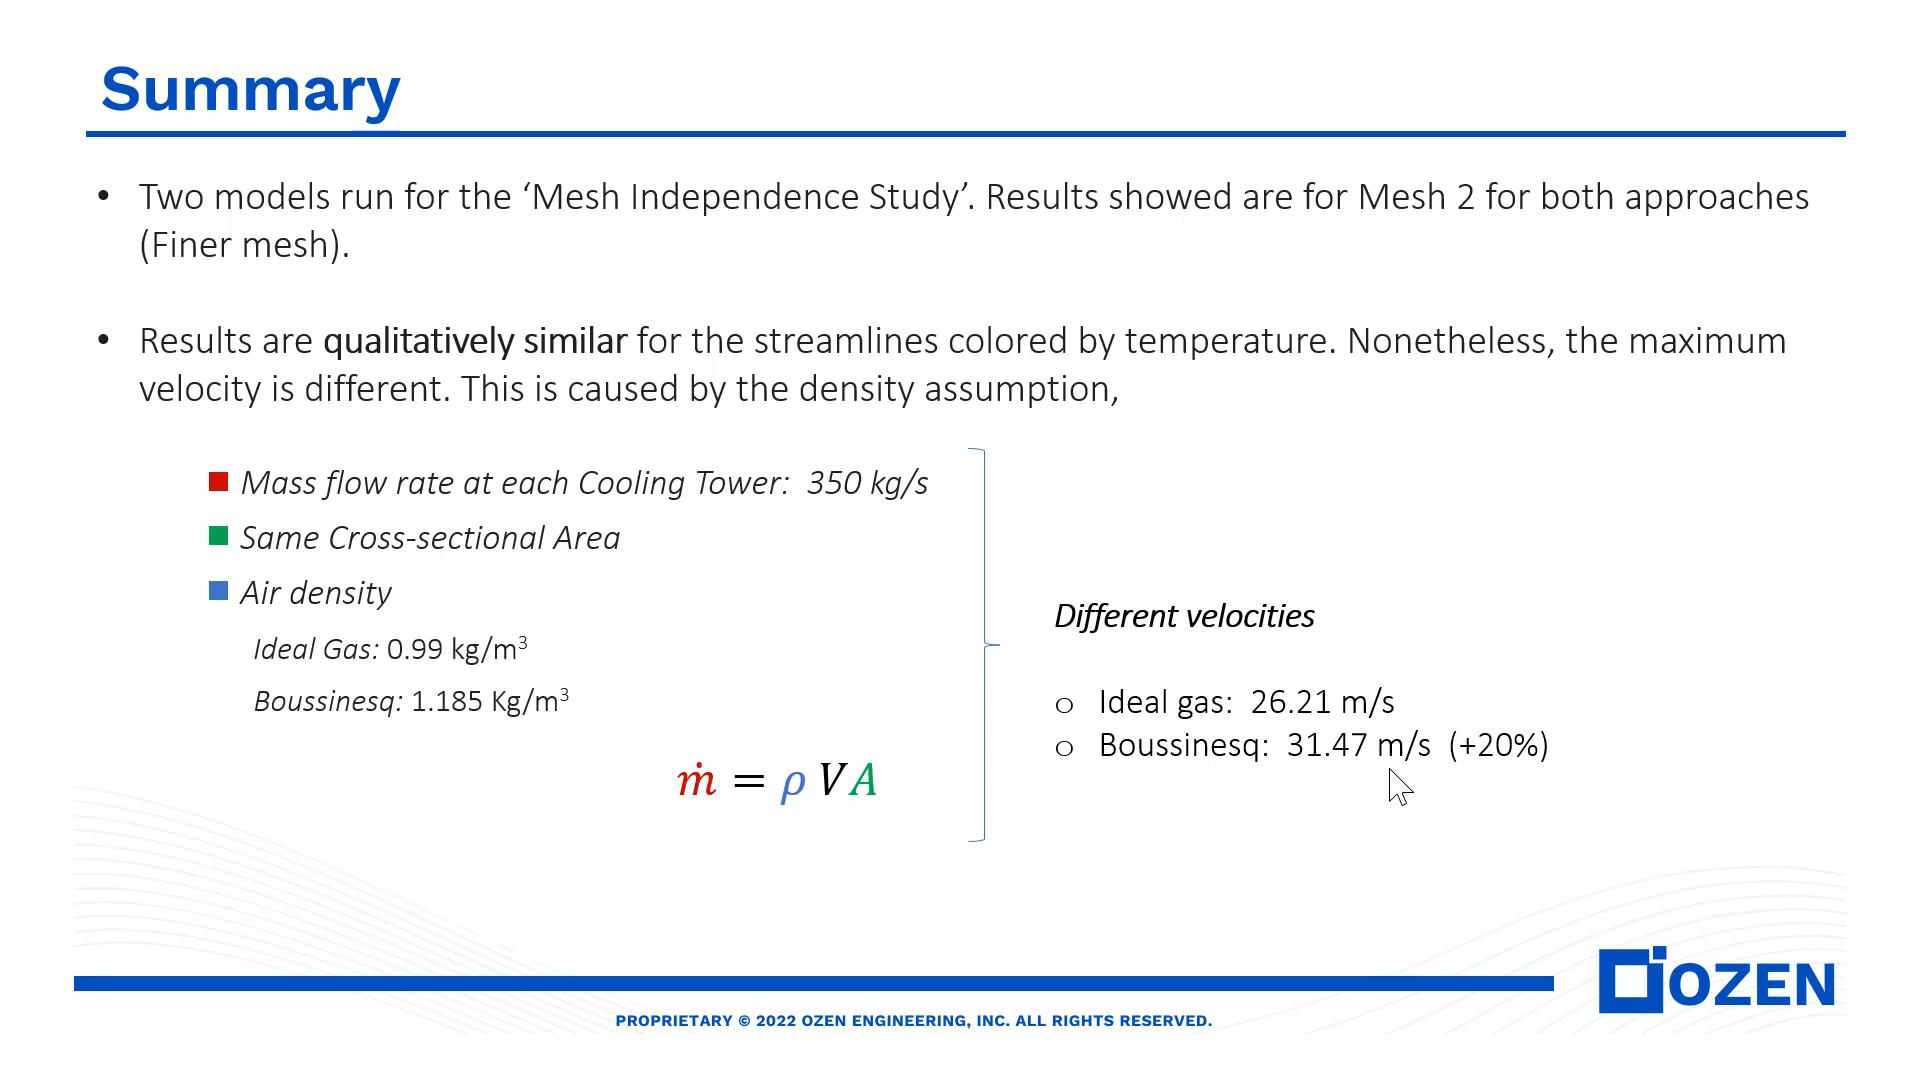 Summary
• Two models run for the ‘Mesh Independence Study’. Results showed are for Mesh 2 for both approaches
(Finer mesh).
• Results are qualitatively similar for the streamlines colored by temperature. Nonetheless, the maximum
velocity is different. This is caused by the density assumption,
Mass flow rate at each Cooling Tower: 350 kg/s
Same Cross-sectional Area
Air density
Ideal Gas: 0.99 kg/m³
Boussinesq: 1.185 Kg/m³
ṁ = ρ V A
Different velocities
o Ideal gas: 26.21 m/s
o Boussinesq: 31.47 m/s (+20%)
OZEN
PROPRIETARY © 2022 OZEN ENGINEERING, INC. ALL RIGHTS RESERVED.